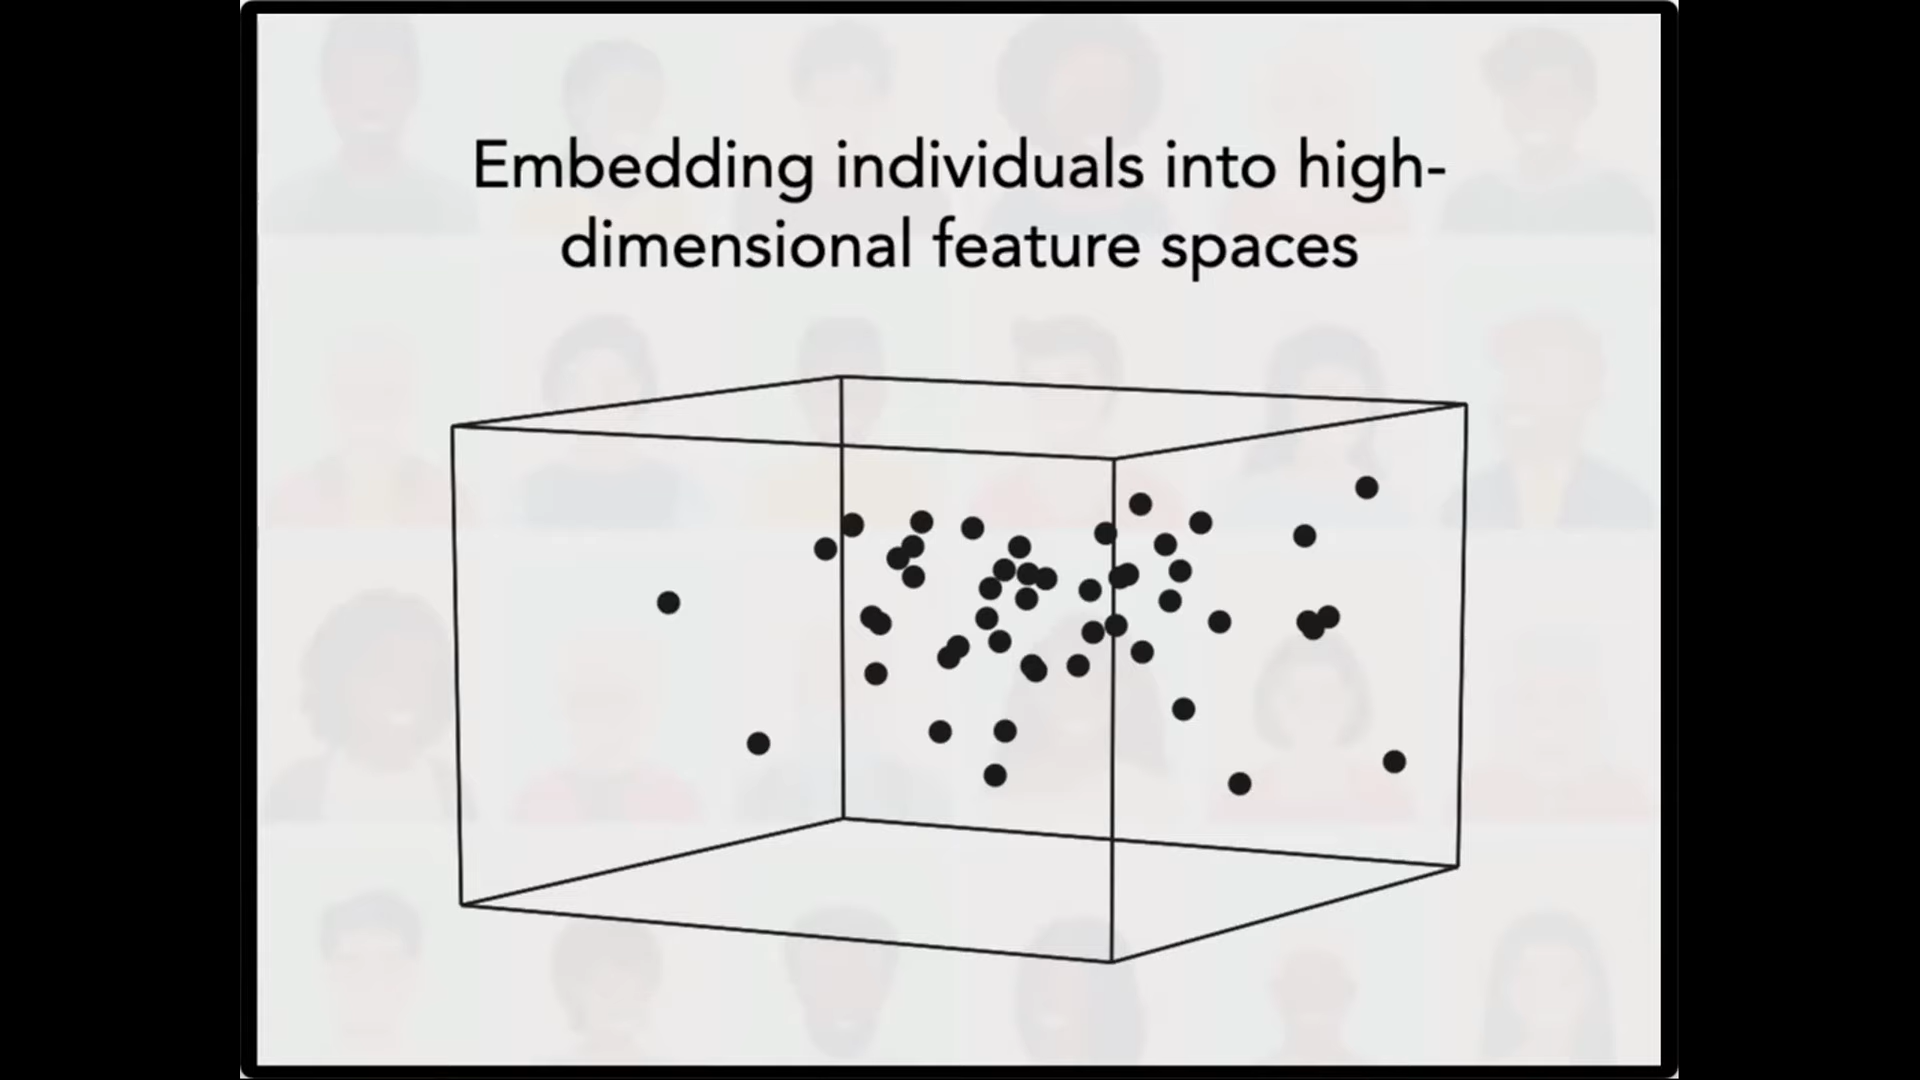 Embedding individuals into high-
dimensional feature spaces